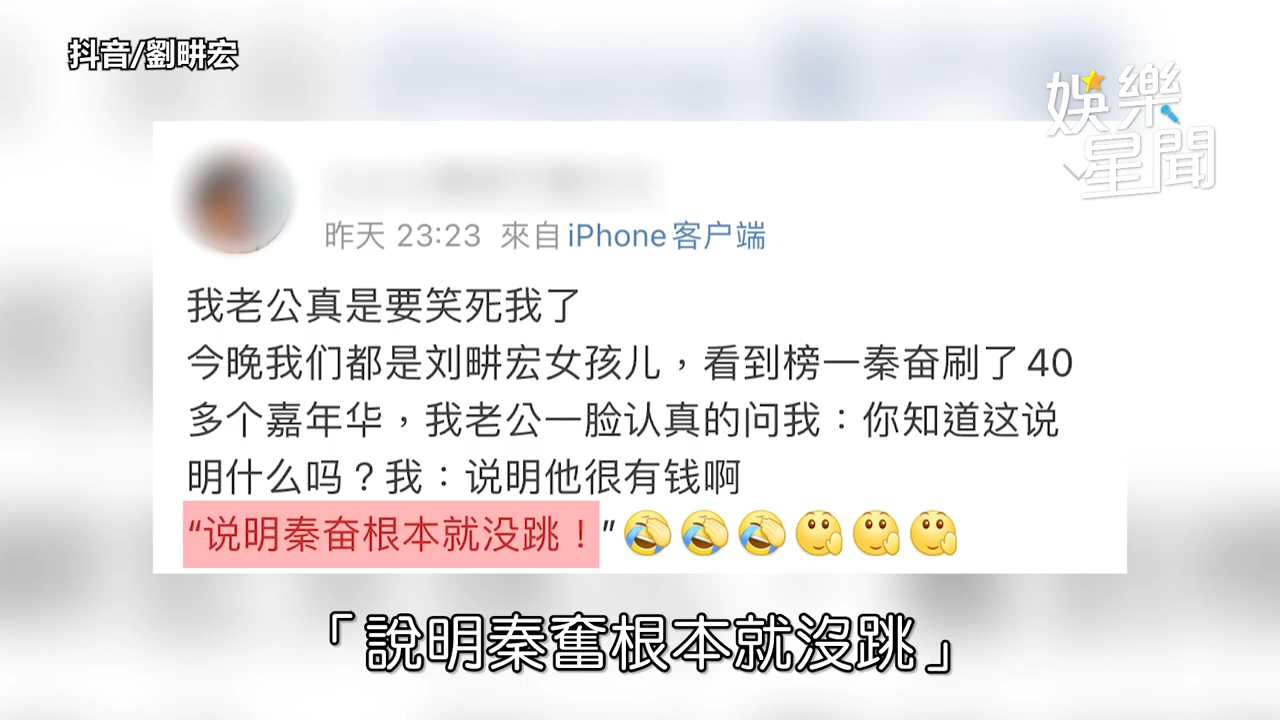 抖音/劉畊宏
娛樂
星聞
昨天 23:23 來自 iPhone客户端
我老公真是要笑死我了
今晚我们都是刘畊宏女孩儿，看到榜一秦奋刷了40
多个嘉年华，我老公一脸认真的问我：你知道这说
明什么吗？我：说明他很有钱啊
“说明秦奋根本就没跳！”🤣🤣🤣
「說明秦奮根本就沒跳」